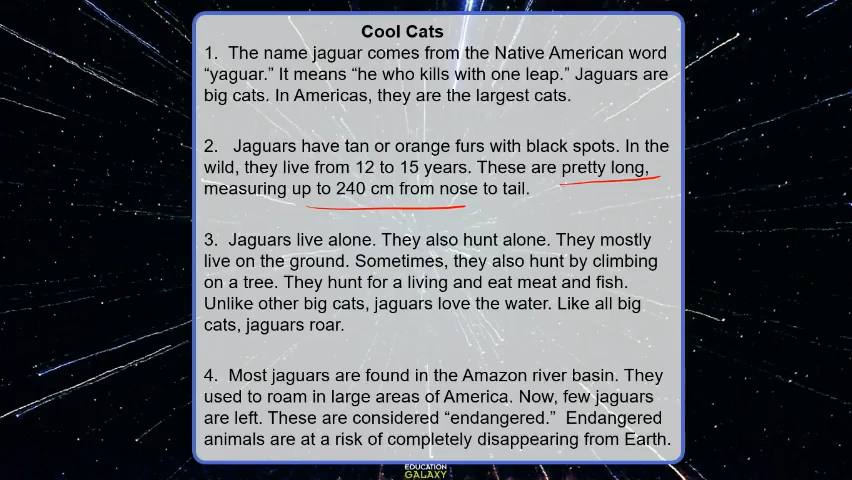 Cool Cats
1. The name jaguar comes from the Native American word
“yaguar.” It means “he who kills with one leap.” Jaguars are
big cats. In Americas, they are the largest cats.
2. Jaguars have tan or orange furs with black spots. In the
wild, they live from 12 to 15 years. These are pretty long,
measuring up to 240 cm from nose to tail.
3. Jaguars live alone. They also hunt alone. They mostly
live on the ground. Sometimes, they also hunt by climbing
on a tree. They hunt for a living and eat meat and fish.
Unlike other big cats, jaguars love the water. Like all big
cats, jaguars roar.
4. Most jaguars are found in the Amazon river basin. They
used to roam in large areas of America. Now, few jaguars
are left. These are considered “endangered.” Endangered
animals are at a risk of completely disappearing from Earth.
EDUCATION
GALAXY